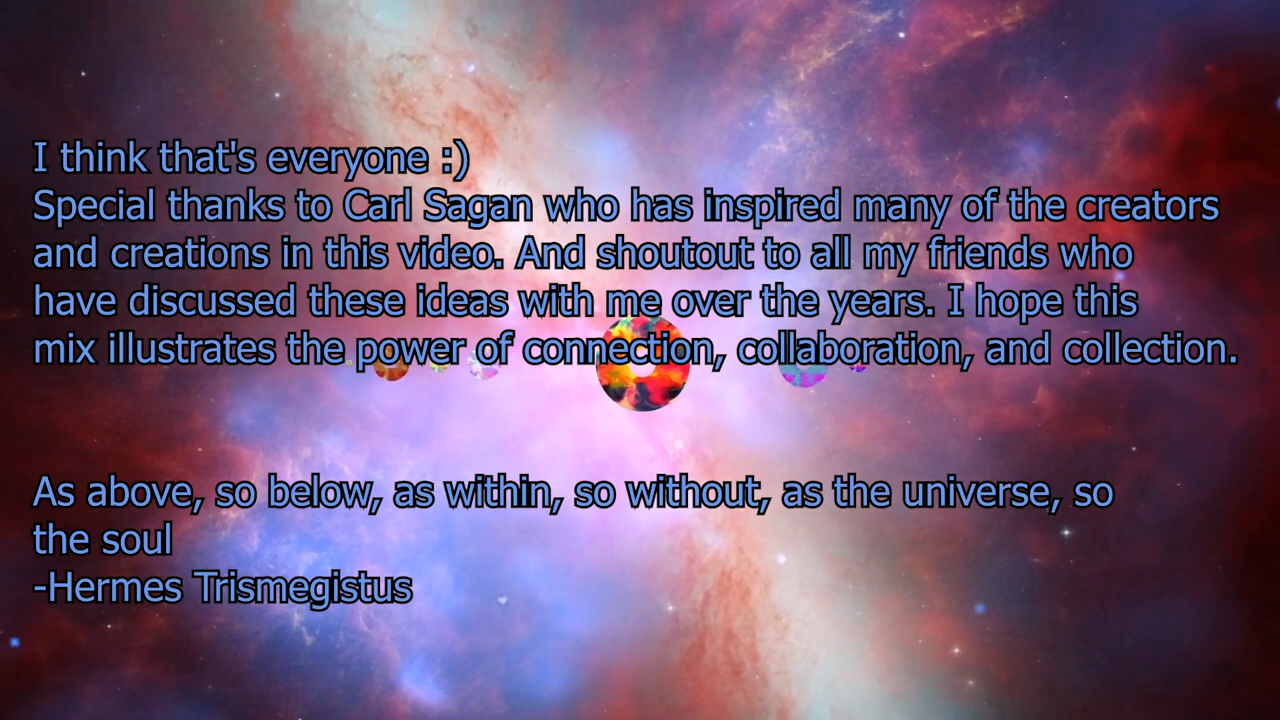 I think that's everyone :)
Special thanks to Carl Sagan who has inspired many of the creators
and creations in this video. And shoutout to all my friends who
have discussed these ideas with me over the years. I hope this
mix illustrates the power of connection, collaboration, and collection.
As above, so below, as within, so without, as the universe, so
the soul
-Hermes Trismegistus